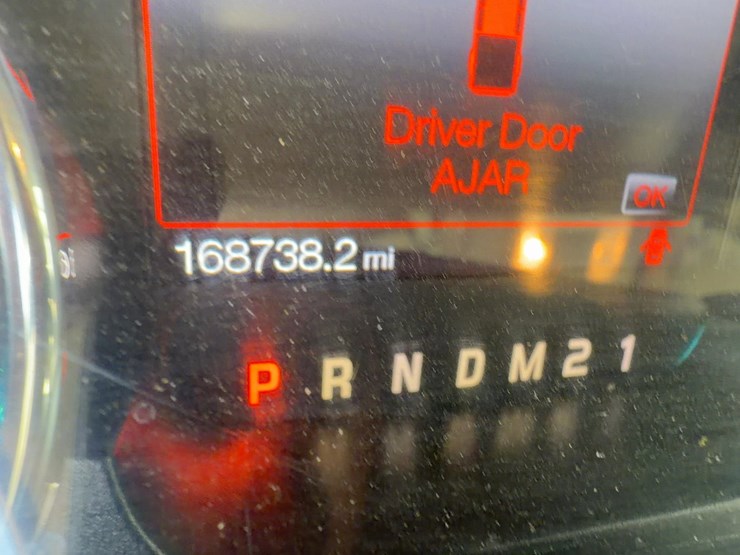 Driver Door
AJAR
OK
168738.2 mi
P R N D M 2 1